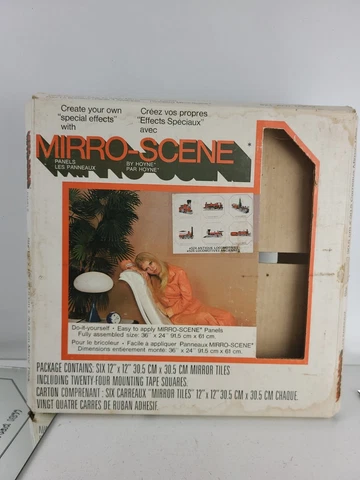 Create your own
"special effects"
with
Créez vos propres
"Effets Spéciaux"
avec
MIRRO-SCENE
PANELS
LES PANNEAUX
BY HOYNE
PAR HOYNE
Do-it-yourself • Easy to apply MIRRO-SCENE® Panels
Fully assembled size: 36" x 24" 91.5 cm x 61 cm.
Pour le bricoleur • Facile à appliquer Panneaux MIRRO-SCENE®
Dimensions entièrement monte: 36" x 24" 91.5 cm x 61 cm.
PACKAGE CONTAINS: SIX 12" x 12" 30.5 cm x 30.5 cm MIRROR TILES
INCLUDING TWENTY FOUR MOUNTING TAPE SQUARES.
CARTON COMPRENANT: SIX CARREAUX "MIRROR TILES" 12" x 12" 30.5 cm x 30.5 cm CHAQUE.
VINGT QUATRE CARRES DE RUBAN ADHESIF.